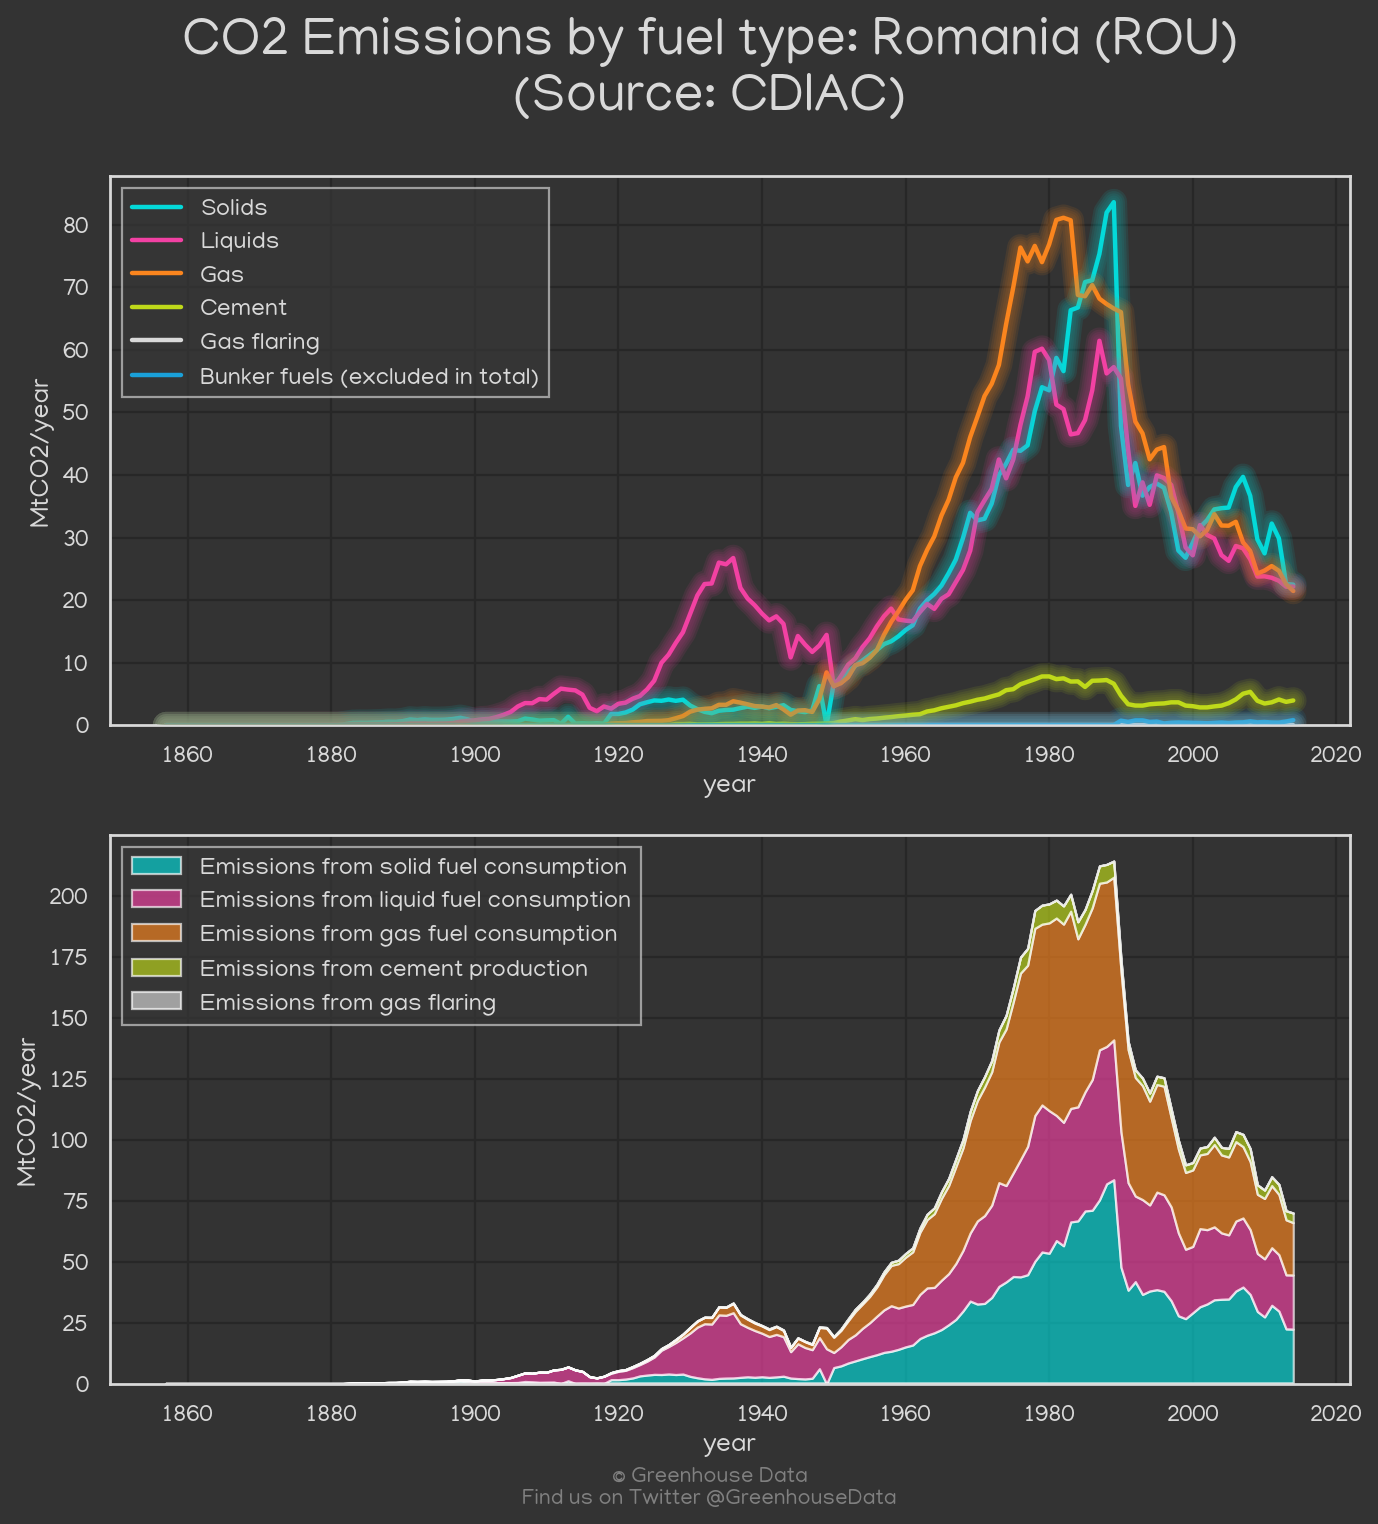 CO2 Emissions by fuel type: Romania (ROU)
(Source: CDIAC)
Solids
Liquids
Gas
Cement
Gas flaring
Bunker fuels (excluded in total)
MtCO2/year
80
70
60
50
40
30
20
10
0
1860 1880 1900 1920 1940 1960 1980 2000 2020
year
Emissions from solid fuel consumption
Emissions from liquid fuel consumption
Emissions from gas fuel consumption
Emissions from cement production
Emissions from gas flaring
MtCO2/year
200
175
150
125
100
75
50
25
0
1860 1880 1900 1920 1940 1960 1980 2000 2020
year
© Greenhouse Data
Find us on Twitter @GreenhouseData